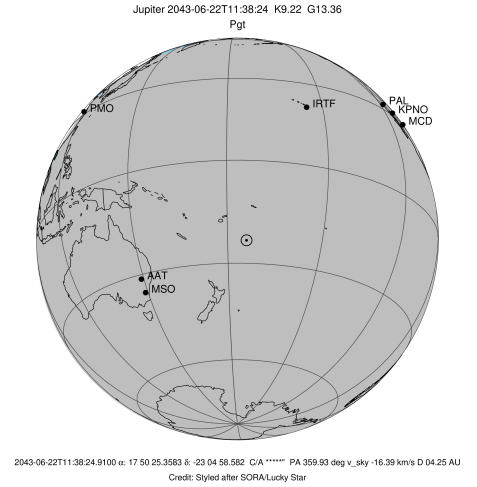 Jupiter 2043-06-22T11:38:24 K9.22 G13.36
Pgt
PMO
IRTF
PAL
KPNO
MCD
AAT
MSO
2043-06-22T11:38:24.9100 α: 17 50 25.3583 δ: -23 04 58.582 C/A *****" PA 359.93 deg v_sky -16.39 km/s D 04.25 AU
Credit: Styled after SORA/Lucky Star